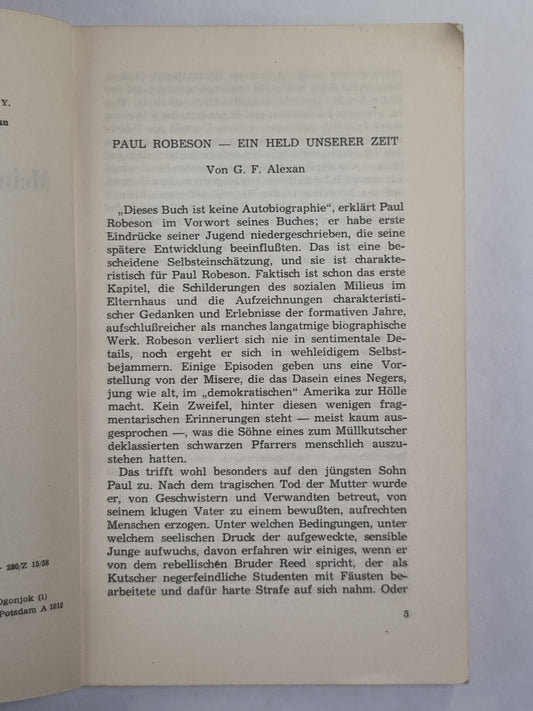 Y.
Mein
- 280/Z 15/58
Ogonjok (1)
Potsdam A 1018
PAUL ROBESON — EIN HELD UNSERER ZEIT
Von G. F. Alexan
„Dieses Buch ist keine Autobiographie“, erklärt Paul
Robeson im Vorwort seines Buches; er habe erste
Eindrücke seiner Jugend niedergeschrieben, die seine
spätere Entwicklung beeinflußten. Das ist eine be-
scheidene Selbsteinschätzung, und sie ist charakte-
ristisch für Paul Robeson. Faktisch ist schon das erste
Kapitel, die Schilderungen des sozialen Milieus im
Elternhaus und die Aufzeichnungen charakteristi-
scher Gedanken und Erlebnisse der formativen Jahre,
aufschlußreicher als manches langatmige biographische
Werk. Robeson verliert sich nie in sentimentale De-
tails, noch ergeht er sich in wehleidigem Selbst-
bejammern. Einige Episoden geben uns eine Vor-
stellung von der Misere, die das Dasein eines Negers,
jung wie alt, im „demokratischen“ Amerika zur Hölle
macht. Kein Zweifel, hinter diesen wenigen frag-
mentarischen Erinnerungen steht — meist kaum aus-
gesprochen —, was die Söhne eines zum Müllkutscher
deklassierten schwarzen Pfarrers menschlich auszu-
stehen hatten.
Das trifft wohl besonders auf den jüngsten Sohn
Paul zu. Nach dem tragischen Tod der Mutter wurde
er, von Geschwistern und Verwandten betreut, von
seinem klugen Vater zu einem bewußten, aufrechten
Menschen erzogen. Unter welchen Bedingungen, unter
welchem seelischen Druck der aufgeweckte, sensible
Junge aufwuchs, davon erfahren wir einiges, wenn er
von dem rebellischen Bruder Reed spricht, der als
Kutscher negerfeindliche Studenten mit Fäusten be-
arbeitete und dafür harte Strafe auf sich nahm. Oder
5